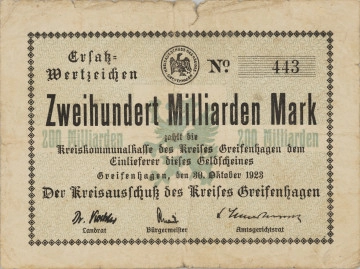 Ersatz-
Wertzeichen
No. 443
Zweihundert Milliarden Mark
200 Milliarden 200 Milliarden
zahlt die
Kreiskommunalkasse des Kreises Greifenhagen dem
Einlieferer dieses Geldscheines
Greifenhagen, den 30. Oktober 1923
Der Kreisausschuß des Kreises Greifenhagen
Landrat Bürgermeister Amtsgerichtsrat